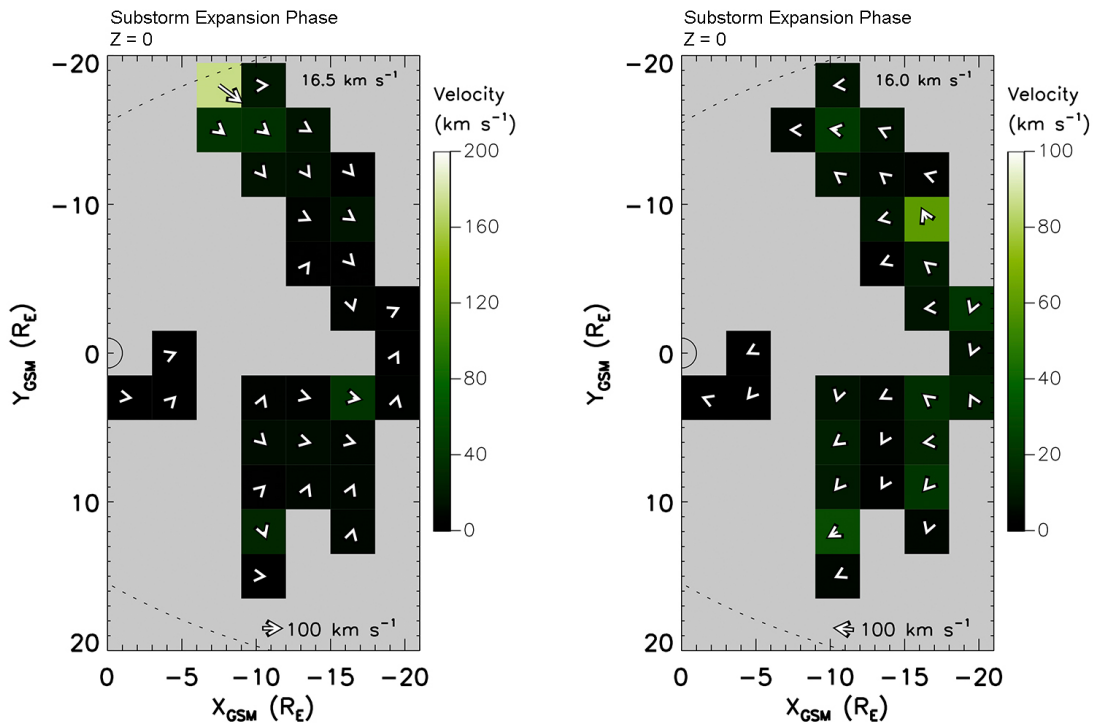 Substorm Expansion Phase
Z = 0
16.5 km s⁻¹
Velocity
(km s⁻¹)
200
160
120
80
40
0
−20
−10
0
10
20
Y_GSM (R_E)
100 km s⁻¹
0 −5 −10 −15 −20
X_GSM (R_E)
Substorm Expansion Phase
Z = 0
16.0 km s⁻¹
Velocity
(km s⁻¹)
100
80
60
40
20
0
−20
−10
0
10
20
Y_GSM (R_E)
100 km s⁻¹
0 −5 −10 −15 −20
X_GSM (R_E)